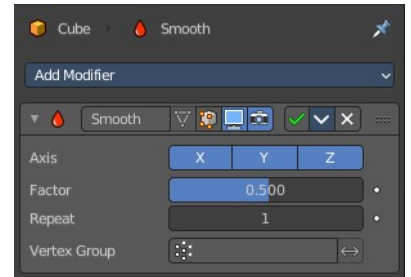 Cube Smooth
Add Modifier
Smooth
Axis X Y Z
Factor 0.500
Repeat 1
Vertex Group